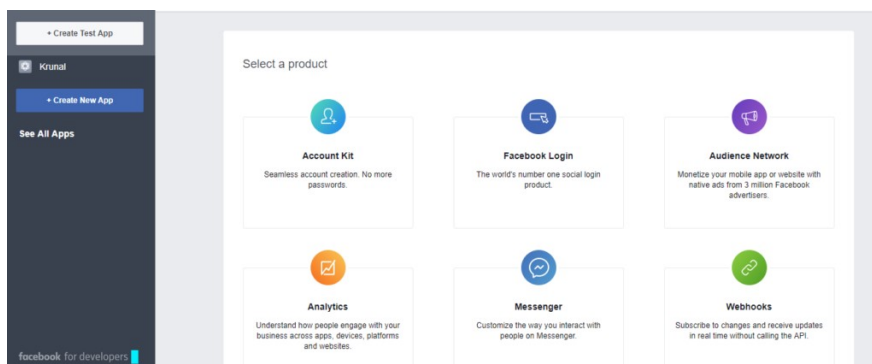 + Create Test App
Krunal
+ Create New App
See All Apps
facebook for developers
Select a product
Account Kit
Seamless account creation. No more
passwords.
Facebook Login
The world's number one social login
product.
Audience Network
Monetize your mobile app or website with
native ads from 3 million Facebook
advertisers.
Analytics
Understand how people engage with your
business across apps, devices, platforms
and websites.
Messenger
Customize the way you interact with
people on Messenger.
Webhooks
Subscribe to changes and receive updates
in real time without calling the API.